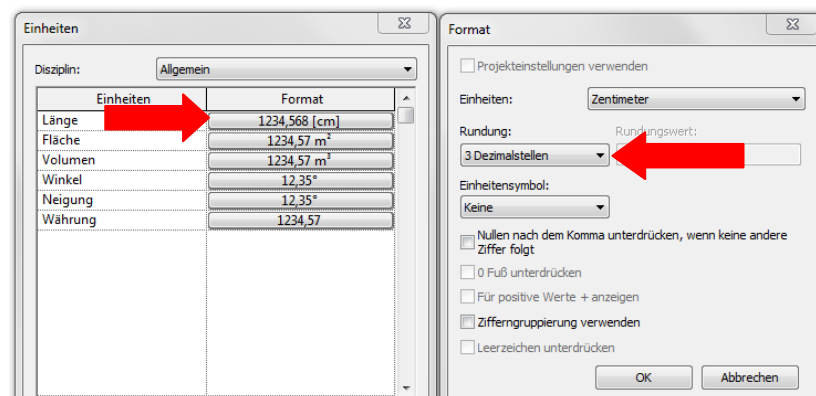 Einheiten
Disziplin: Allgemein
Einheiten Format
Länge 1234,568 [cm]
Fläche 1234,57 m²
Volumen 1234,57 m³
Winkel 12,35°
Neigung 12,35°
Währung 1234,57
Format
Projekteinstellungen verwenden
Einheiten: Zentimeter
Rundung: Rundungswert:
3 Dezimalstellen
Einheitensymbol:
Keine
Nullen nach dem Komma unterdrücken, wenn keine andere
Ziffer folgt
0 Fuß unterdrücken
Für positive Werte + anzeigen
Zifferngruppierung verwenden
Leerzeichen unterdrücken
OK Abbrechen